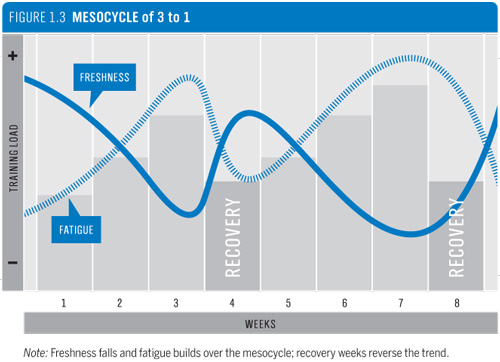 FIGURE 1.3 MESOCYCLE of 3 to 1
+
FRESHNESS
TRAINING LOAD
FATIGUE
RECOVERY
RECOVERY
–
1 2 3 4 5 6 7 8
WEEKS
Note: Freshness falls and fatigue builds over the mesocycle; recovery weeks reverse the trend.